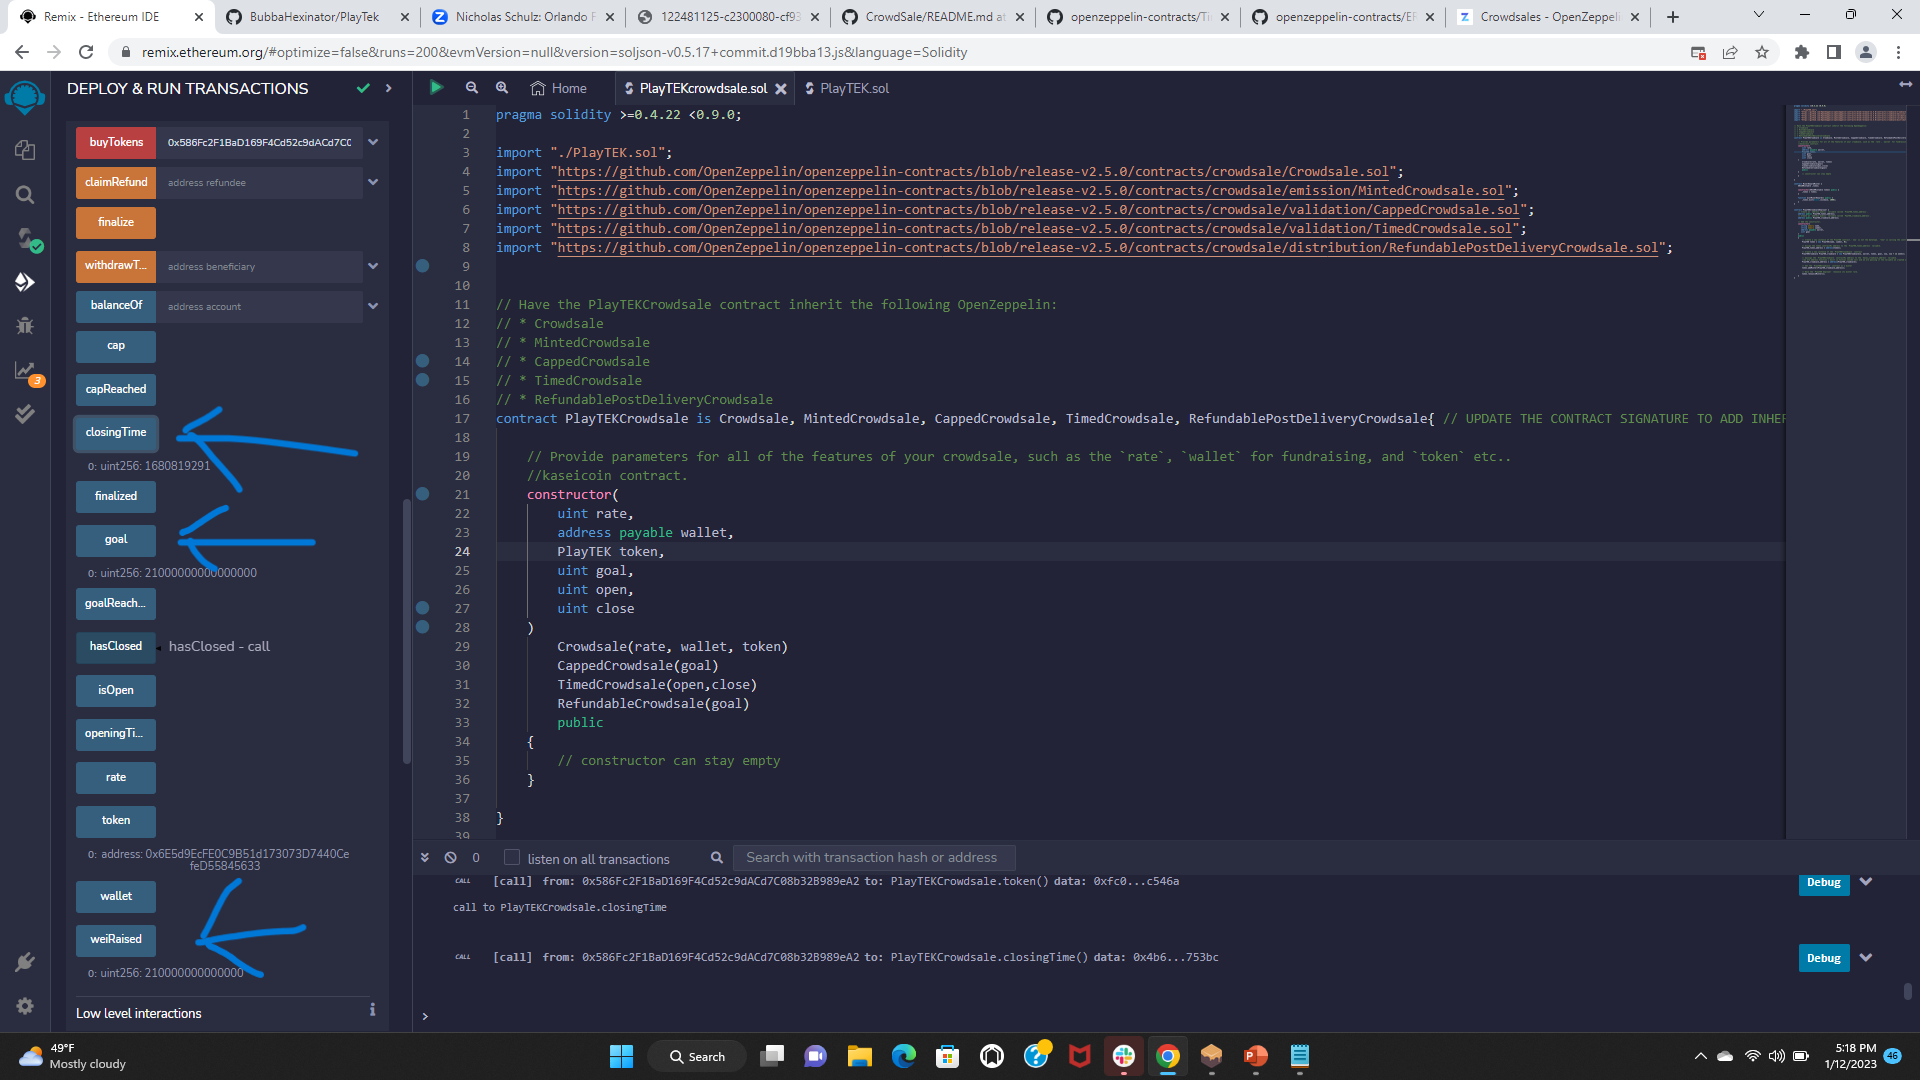 Remix - Ethereum IDE
BubbaHexinator/PlayTek
Nicholas Schulz: Orlando F
122481125-c2300080-cf93
CrowdSale/README.md at
openzeppelin-contracts/Ti
openzeppelin-contracts/EF
Crowdsales - OpenZeppelin
remix.ethereum.org/#optimize=false&runs=200&evmVersion=null&version=soljson-v0.5.17+commit.d19bba13.js&language=Solidity
DEPLOY & RUN TRANSACTIONS
Home
PlayTEKcrowdsale.sol
PlayTEK.sol
buyTokens 0x586Fc2F1BaD169F4Cd52c9dACd7C0
claimRefund address refundee
finalize
withdrawT... address beneficiary
balanceOf address account
cap
capReached
closingTime
0: uint256: 1680819291
finalized
goal
0: uint256: 21000000000000000
goalReach...
hasClosed hasClosed - call
isOpen
openingTi...
rate
token
0: address: 0x6E5d9EcFE0C9B51d173073D7440Ce
feD55845633
wallet
weiRaised
0: uint256: 210000000000000
Low level interactions
3
1 pragma solidity >=0.4.22 <0.9.0;
2
3 import "./PlayTEK.sol";
4 import "https://github.com/OpenZeppelin/openzeppelin-contracts/blob/release-v2.5.0/contracts/crowdsale/Crowdsale.sol";
5 import "https://github.com/OpenZeppelin/openzeppelin-contracts/blob/release-v2.5.0/contracts/crowdsale/emission/MintedCrowdsale.sol";
6 import "https://github.com/OpenZeppelin/openzeppelin-contracts/blob/release-v2.5.0/contracts/crowdsale/validation/CappedCrowdsale.sol";
7 import "https://github.com/OpenZeppelin/openzeppelin-contracts/blob/release-v2.5.0/contracts/crowdsale/validation/TimedCrowdsale.sol";
8 import "https://github.com/OpenZeppelin/openzeppelin-contracts/blob/release-v2.5.0/contracts/crowdsale/distribution/RefundablePostDeliveryCrowdsale.sol";
9
10
11 // Have the PlayTEKCrowdsale contract inherit the following OpenZeppelin:
12 // * Crowdsale
13 // * MintedCrowdsale
14 // * CappedCrowdsale
15 // * TimedCrowdsale
16 // * RefundablePostDeliveryCrowdsale
17 contract PlayTEKCrowdsale is Crowdsale, MintedCrowdsale, CappedCrowdsale, TimedCrowdsale, RefundablePostDeliveryCrowdsale{ // UPDATE THE CONTRACT SIGNATURE TO ADD INHER
18
19 // Provide parameters for all of the features of your crowdsale, such as the `rate`, `wallet` for fundraising, and `token` etc..
20 //kaseicoin contract.
21 constructor(
22 uint rate,
23 address payable wallet,
24 PlayTEK token,
25 uint goal,
26 uint open,
27 uint close
28 )
29 Crowdsale(rate, wallet, token)
30 CappedCrowdsale(goal)
31 TimedCrowdsale(open,close)
32 RefundableCrowdsale(goal)
33 public
34 {
35 // constructor can stay empty
36 }
37
38 }
39
0
listen on all transactions
Search with transaction hash or address
CALL [call] from: 0x586Fc2F1BaD169F4Cd52c9dACd7C08b32B989eA2 to: PlayTEKCrowdsale.token() data: 0xfc0...c546a Debug
call to PlayTEKCrowdsale.closingTime
CALL [call] from: 0x586Fc2F1BaD169F4Cd52c9dACd7C08b32B989eA2 to: PlayTEKCrowdsale.closingTime() data: 0x4b6...753bc Debug
>
49°F
Mostly cloudy
Search
5:18 PM
1/12/2023
46